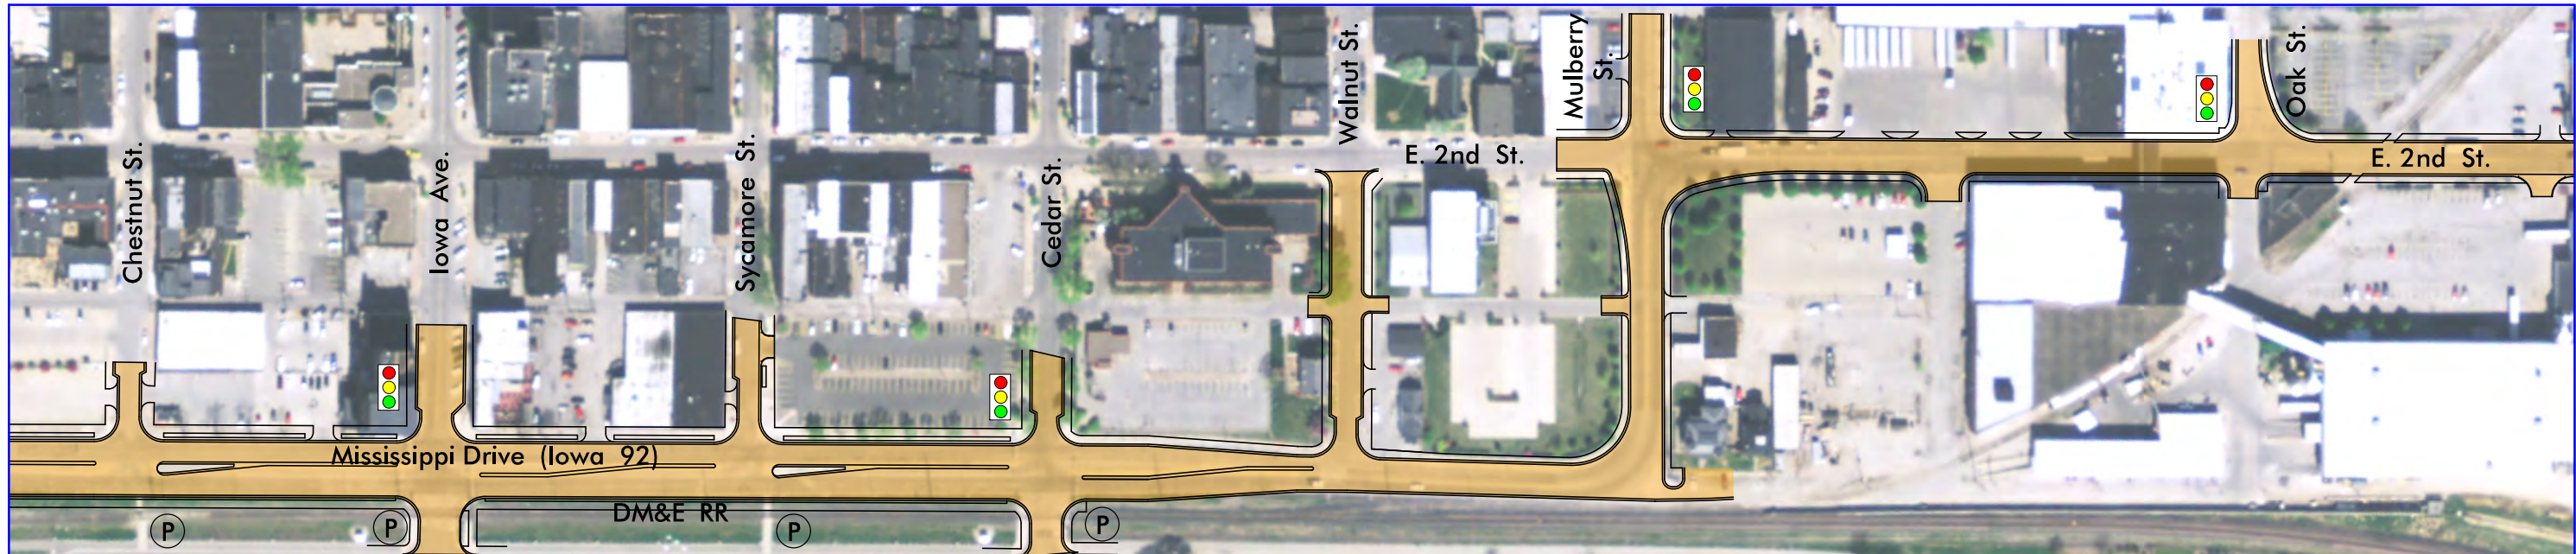 Chestnut St.
Iowa Ave.
Sycamore St.
Cedar St.
Walnut St.
Mulberry
St.
Oak St.
E. 2nd St.
E. 2nd St.
Mississippi Drive (Iowa 92)
DM&E RR
P
P
P
P